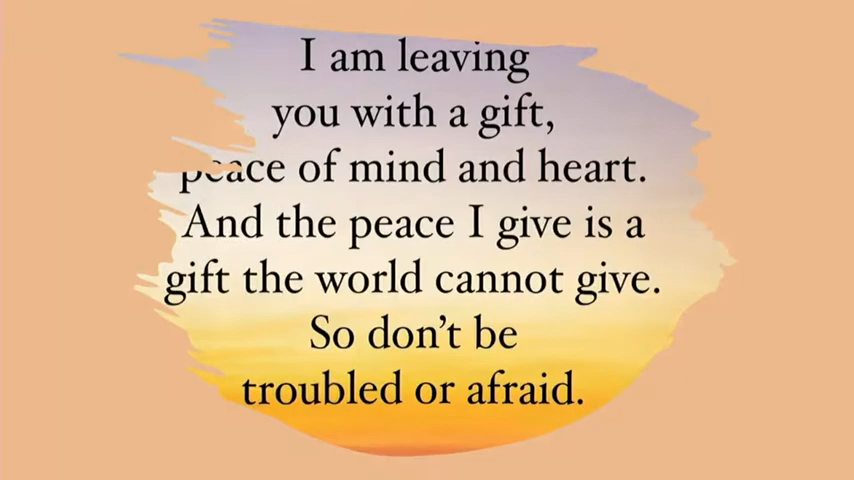 I am leaving
you with a gift,
peace of mind and heart.
And the peace I give is a
gift the world cannot give.
So don’t be
troubled or afraid.